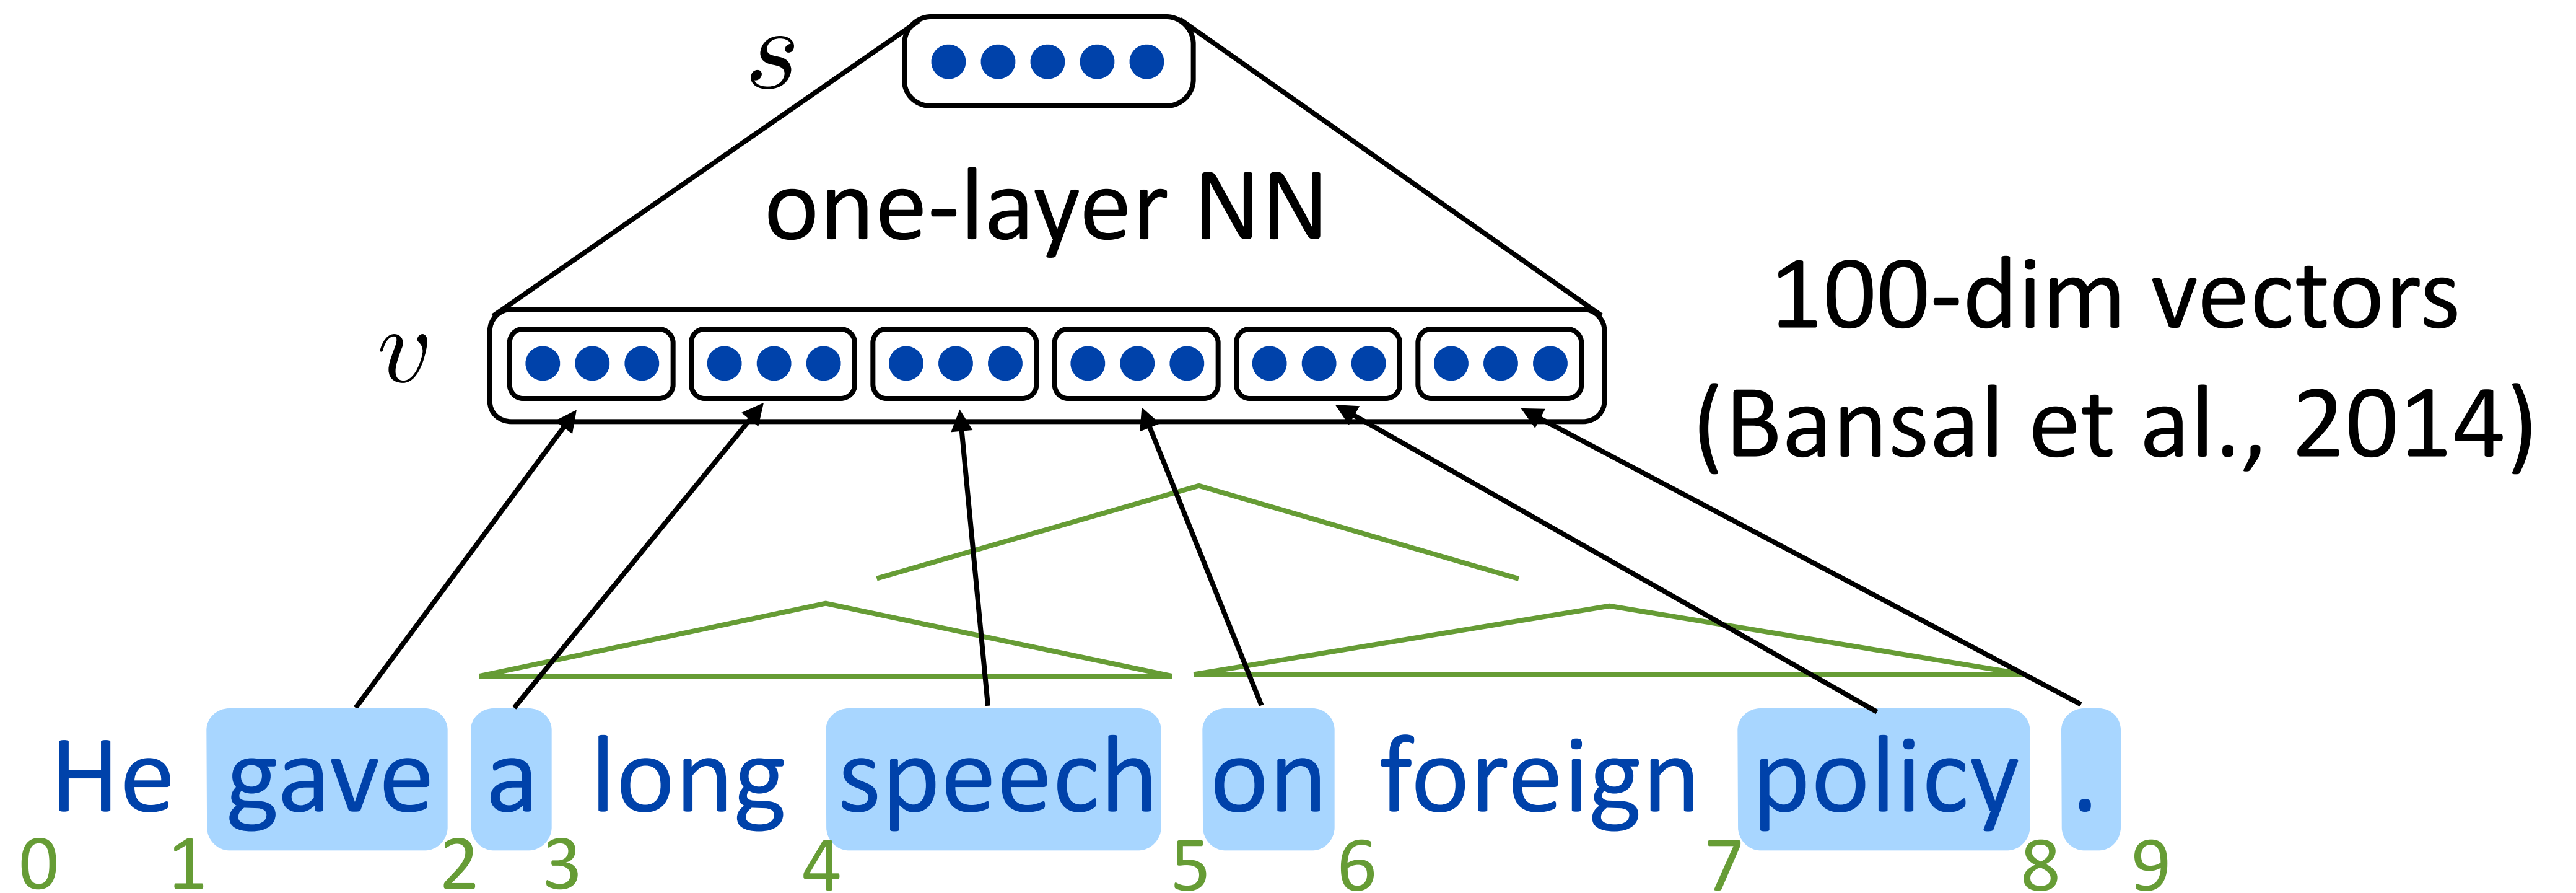 s
one-layer NN
v
100-dim vectors
(Bansal et al., 2014)
He gave a long speech on foreign policy .
0 1 2 3 4 5 6 7 8 9